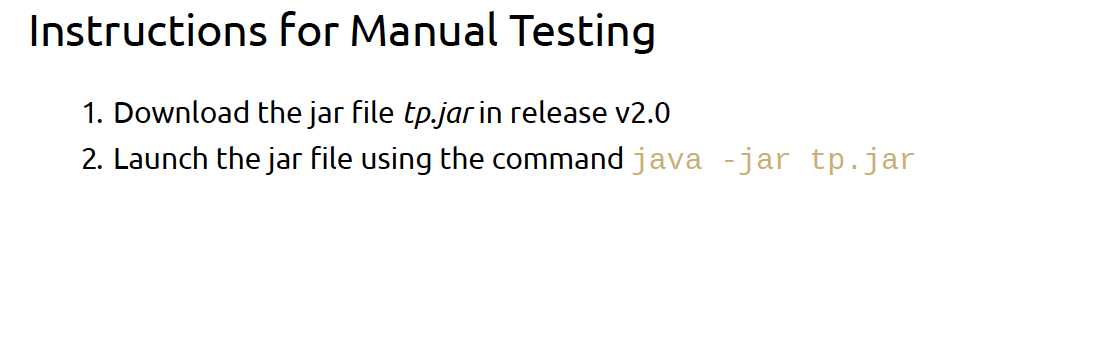 Instructions for Manual Testing
1. Download the jar file tp.jar in release v2.0
2. Launch the jar file using the command java -jar tp.jar